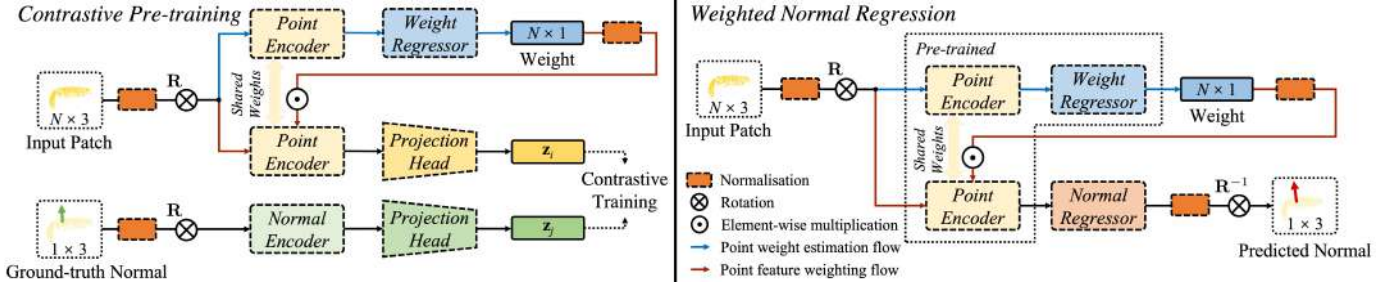 Contrastive Pre-training
Point
Encoder
Weight
Regressor
N × 1
Weight
R
N × 3
Input Patch
Shared
Weights
Point
Encoder
Projection
Head
z_i
Contrastive
Training
R
1 × 3
Ground-truth Normal
Normal
Encoder
Projection
Head
z_j
Weighted Normal Regression
Pre-trained
R
N × 3
Input Patch
Point
Encoder
Weight
Regressor
N × 1
Weight
Shared
Weights
Point
Encoder
Normal
Regressor
R⁻¹
1 × 3
Predicted Normal
Normalisation
Rotation
Element-wise multiplication
Point weight estimation flow
Point feature weighting flow